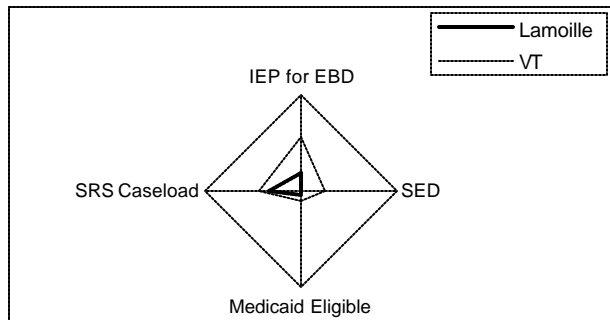 Lamoille
VT
IEP for EBD
SRS Caseload
SED
Medicaid Eligible